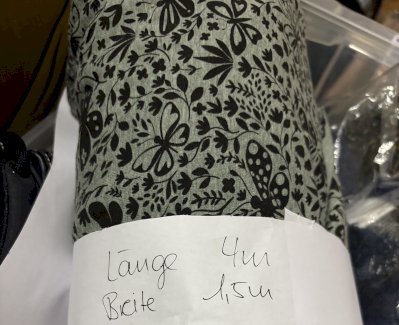 Länge 4m
Breite 1,5m